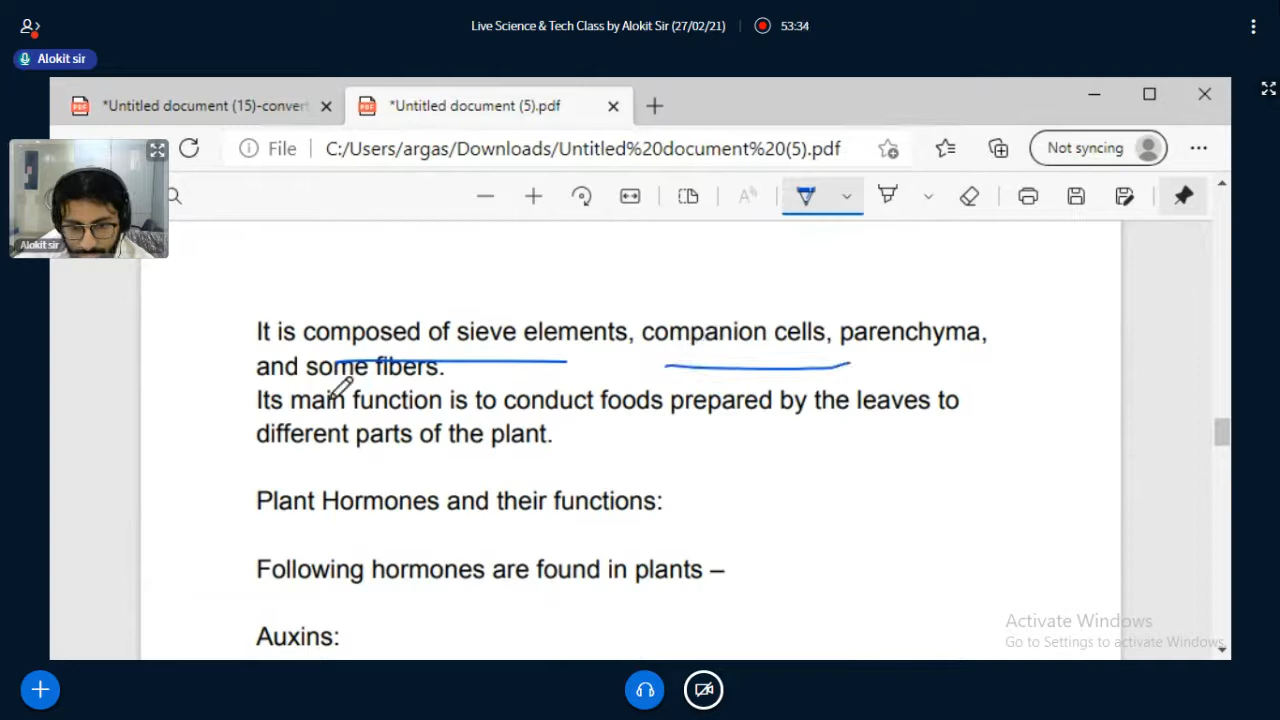 Live Science & Tech Class by Alokit Sir (27/02/21)
53:34
Alokit sir
*Untitled document (15)-convert
*Untitled document (5).pdf
File
C:/Users/argas/Downloads/Untitled%20document%20(5).pdf
Not syncing
Alokit sir
It is composed of sieve elements, companion cells, parenchyma,
and some fibers.
Its main function is to conduct foods prepared by the leaves to
different parts of the plant.
Plant Hormones and their functions:
Following hormones are found in plants –
Auxins:
Activate Windows
Go to Settings to activate Windows.